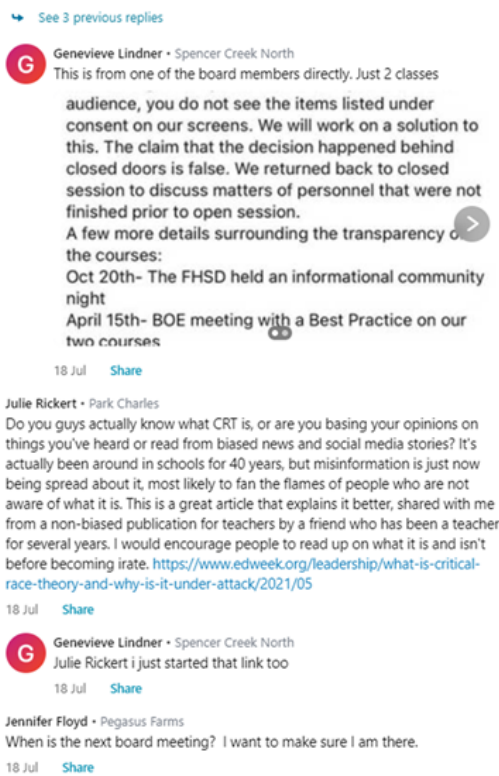 See 3 previous replies
G
Genevieve Lindner • Spencer Creek North
This is from one of the board members directly. Just 2 classes
audience, you do not see the items listed under
consent on our screens. We will work on a solution to
this. The claim that the decision happened behind
closed doors is false. We returned back to closed
session to discuss matters of personnel that were not
finished prior to open session.
A few more details surrounding the transparency
the courses:
Oct 20th- The FHSD held an informational community
night
April 15th- BOE meeting with a Best Practice on our
two courses
18 Jul Share
Julie Rickert • Park Charles
Do you guys actually know what CRT is, or are you basing your opinions on
things you've heard or read from biased news and social media stories? It's
actually been around in schools for 40 years, but misinformation is just now
being spread about it, most likely to fan the flames of people who are not
aware of what it is. This is a great article that explains it better, shared with me
from a non-biased publication for teachers by a friend who has been a teacher
for several years. I would encourage people to read up on what it is and isn't
before becoming irate. https://www.edweek.org/leadership/what-is-critical-
race-theory-and-why-is-it-under-attack/2021/05
18 Jul Share
G
Genevieve Lindner • Spencer Creek North
Julie Rickert i just started that link too
18 Jul Share
Jennifer Floyd • Pegasus Farms
When is the next board meeting? I want to make sure I am there.
18 Jul Share